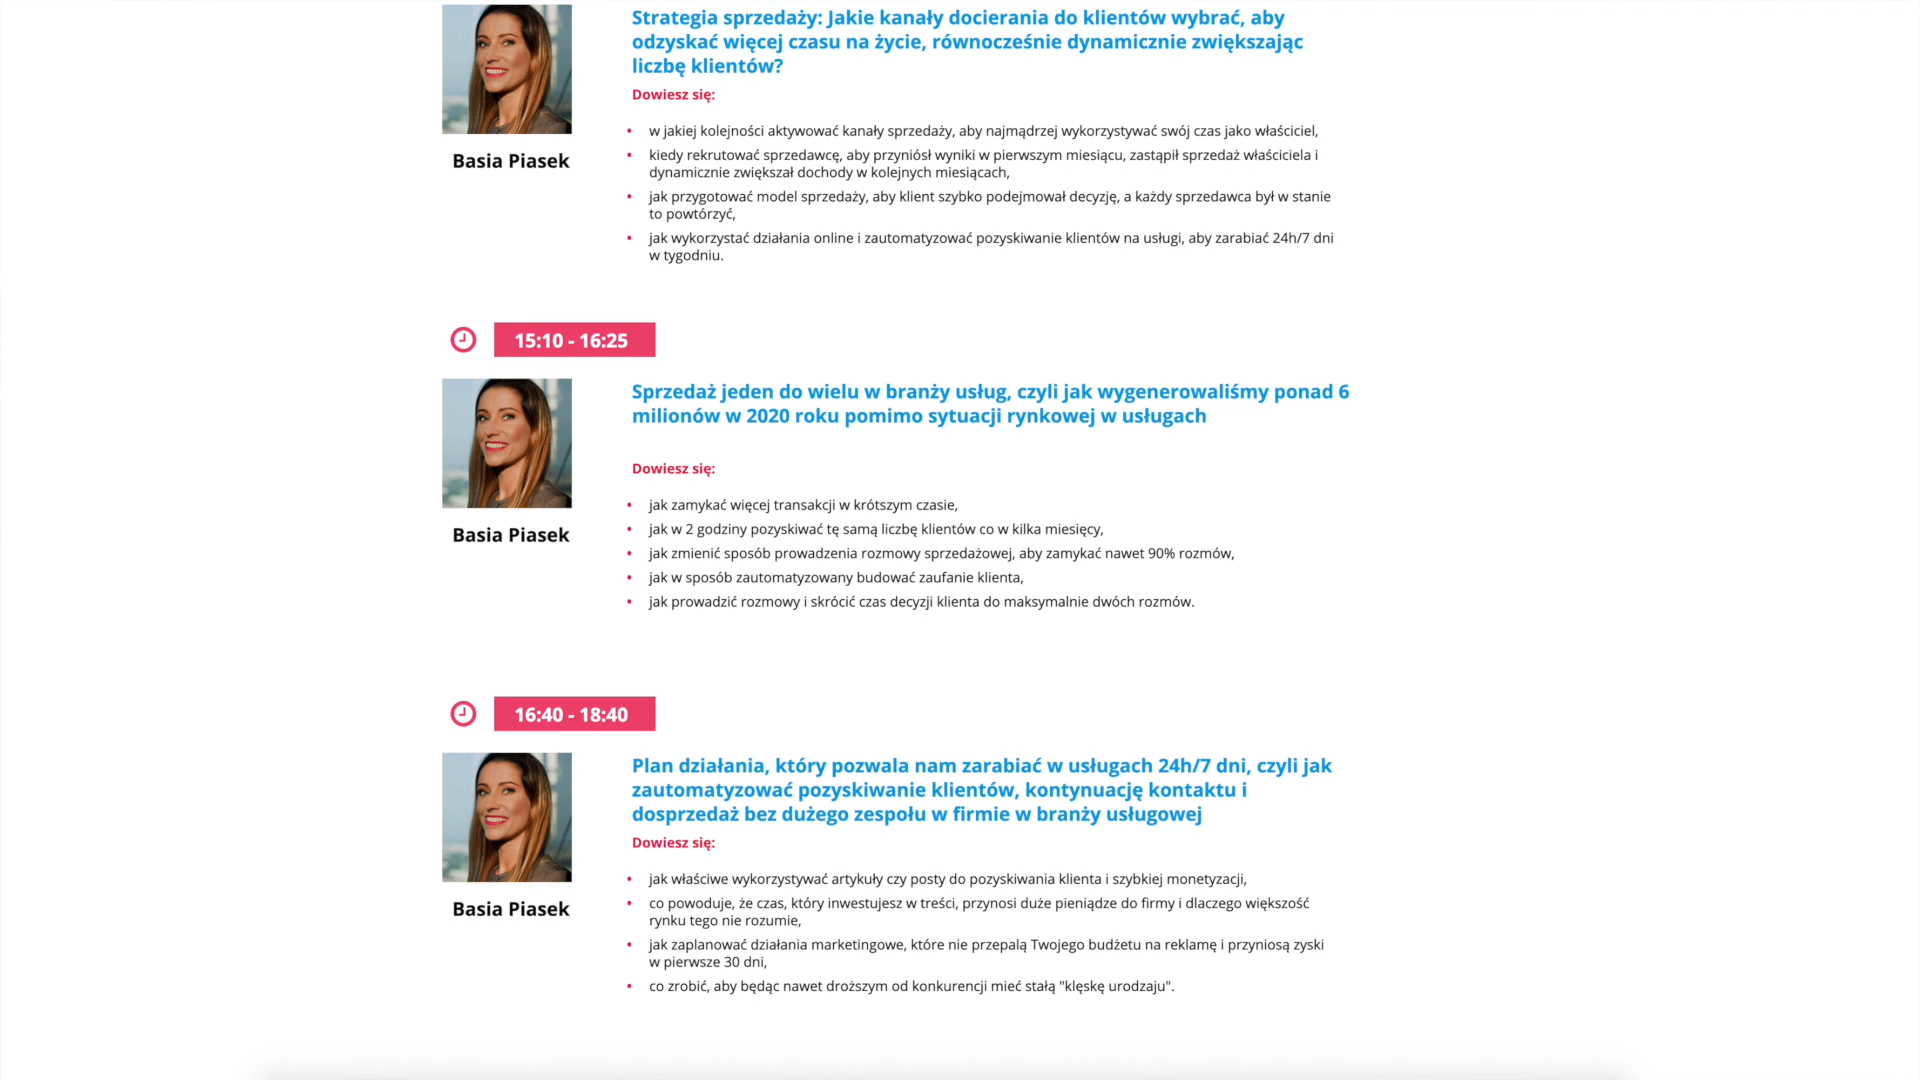 Strategia sprzedaży: Jakie kanały docierania do klientów wybrać, aby
odzyskać więcej czasu na życie, równocześnie dynamicznie zwiększając
liczbę klientów?
Dowiesz się:
• w jakiej kolejności aktywować kanały sprzedaży, aby najmądrzej wykorzystywać swój czas jako właściciel,
• kiedy rekrutować sprzedawcę, aby przyniósł wyniki w pierwszym miesiącu, zastąpił sprzedaż właściciela i
dynamicznie zwiększał dochody w kolejnych miesiącach,
• jak przygotować model sprzedaży, aby klient szybko podejmował decyzję, a każdy sprzedawca był w stanie
to powtórzyć,
• jak wykorzystać działania online i zautomatyzować pozyskiwanie klientów na usługi, aby zarabiać 24h/7 dni
w tygodniu.
Basia Piasek
15:10 - 16:25
Sprzedaż jeden do wielu w branży usług, czyli jak wygenerowaliśmy ponad 6
milionów w 2020 roku pomimo sytuacji rynkowej w usługach
Dowiesz się:
• jak zamykać więcej transakcji w krótszym czasie,
• jak w 2 godziny pozyskiwać tę samą liczbę klientów co w kilka miesięcy,
• jak zmienić sposób prowadzenia rozmowy sprzedażowej, aby zamykać nawet 90% rozmów,
• jak w sposób zautomatyzowany budować zaufanie klienta,
• jak prowadzić rozmowy i skrócić czas decyzji klienta do maksymalnie dwóch rozmów.
Basia Piasek
16:40 - 18:40
Plan działania, który pozwala nam zarabiać w usługach 24h/7 dni, czyli jak
zautomatyzować pozyskiwanie klientów, kontynuację kontaktu i
dosprzedaż bez dużego zespołu w firmie w branży usługowej
Dowiesz się:
• jak właściwe wykorzystywać artykuły czy posty do pozyskiwania klienta i szybkiej monetyzacji,
• co powoduje, że czas, który inwestujesz w treści, przynosi duże pieniądze do firmy i dlaczego większość
rynku tego nie rozumie,
• jak zaplanować działania marketingowe, które nie przepalą Twojego budżetu na reklamę i przyniosą zyski
w pierwsze 30 dni,
• co zrobić, aby będąc nawet droższym od konkurencji mieć stałą "klęskę urodzaju".
Basia Piasek